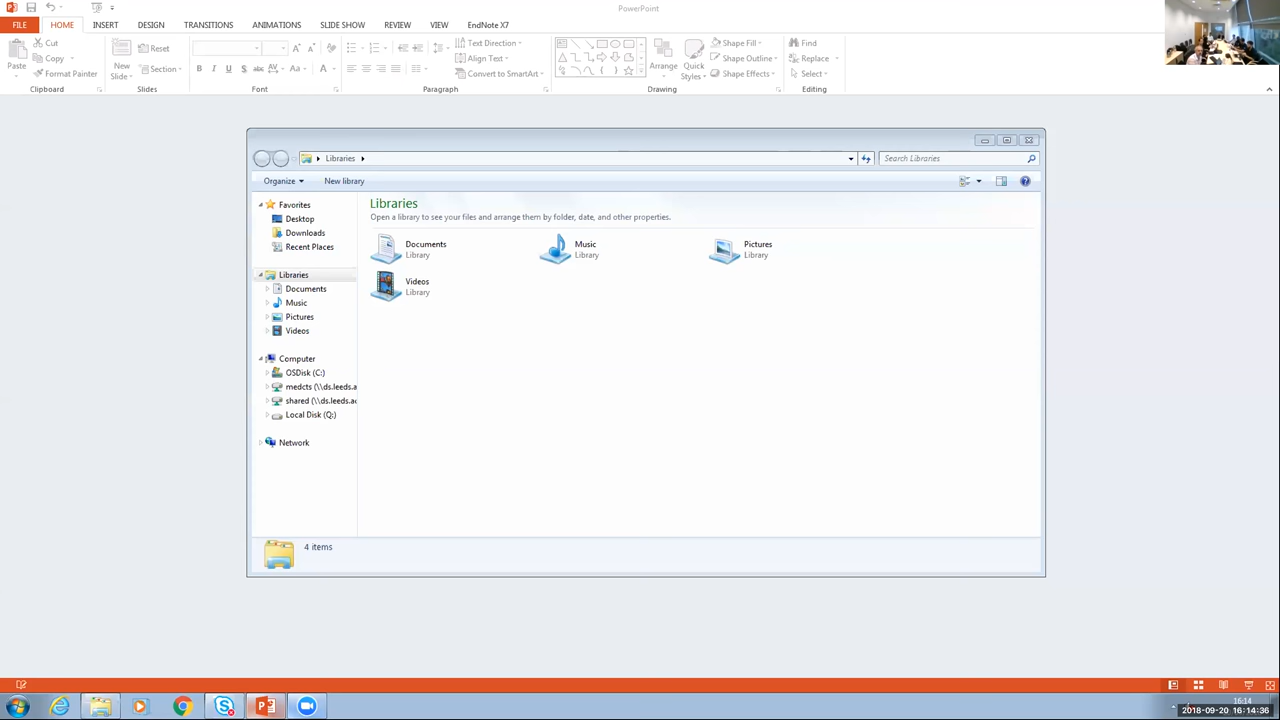 PowerPoint
FILE HOME INSERT DESIGN TRANSITIONS ANIMATIONS SLIDE SHOW REVIEW VIEW EndNote X7
Paste
Cut
Copy
Format Painter
Clipboard
New
Slide
Reset
Section
Slides
B I U S abc AV Aa A
Font
Text Direction
Align Text
Convert to SmartArt
Paragraph
Arrange
Quick
Styles
Shape Fill
Shape Outline
Shape Effects
Drawing
Find
Replace
Select
Editing
Libraries
Search Libraries
Organize New library
Favorites
Desktop
Downloads
Recent Places
Libraries
Documents
Music
Pictures
Videos
Computer
OSDisk (C:)
medcts (\\ds.leeds.a
shared (\\ds.leeds.ac
Local Disk (Q:)
Network
Libraries
Open a library to see your files and arrange them by folder, date, and other properties.
Documents
Library
Music
Library
Pictures
Library
Videos
Library
4 items
16:14
2018-09-20 16:14:36